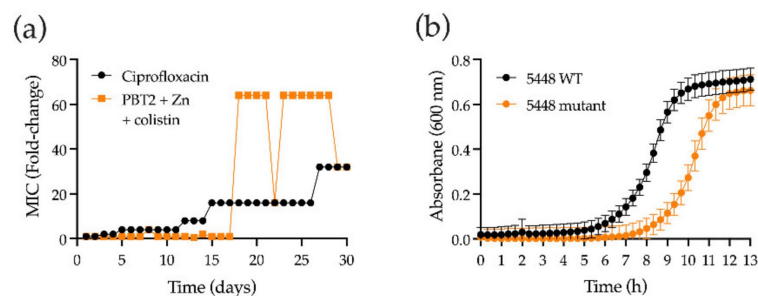 (a)
MIC (Fold-change)
80
60
40
20
0
Ciprofloxacin
PBT2 + Zn
+ colistin
0 5 10 15 20 25 30
Time (days)
(b)
Absorbane (600 nm)
0.8
0.6
0.4
0.2
0.0
5448 WT
5448 mutant
0 1 2 3 4 5 6 7 8 9 10 11 12 13
Time (h)